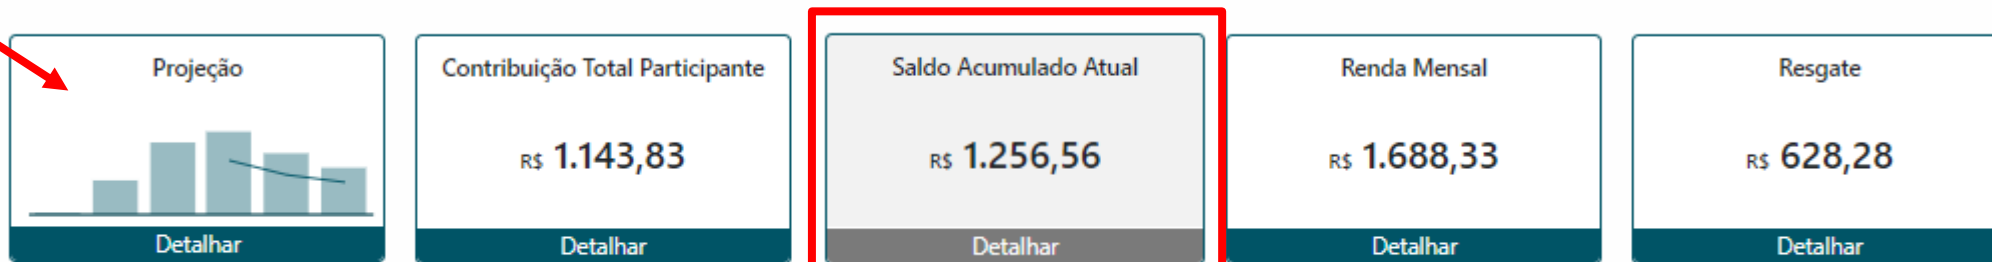 Projeção
Detalhar
Contribuição Total Participante
R$ 1.143,83
Detalhar
Saldo Acumulado Atual
R$ 1.256,56
Detalhar
Renda Mensal
R$ 1.688,33
Detalhar
Resgate
R$ 628,28
Detalhar